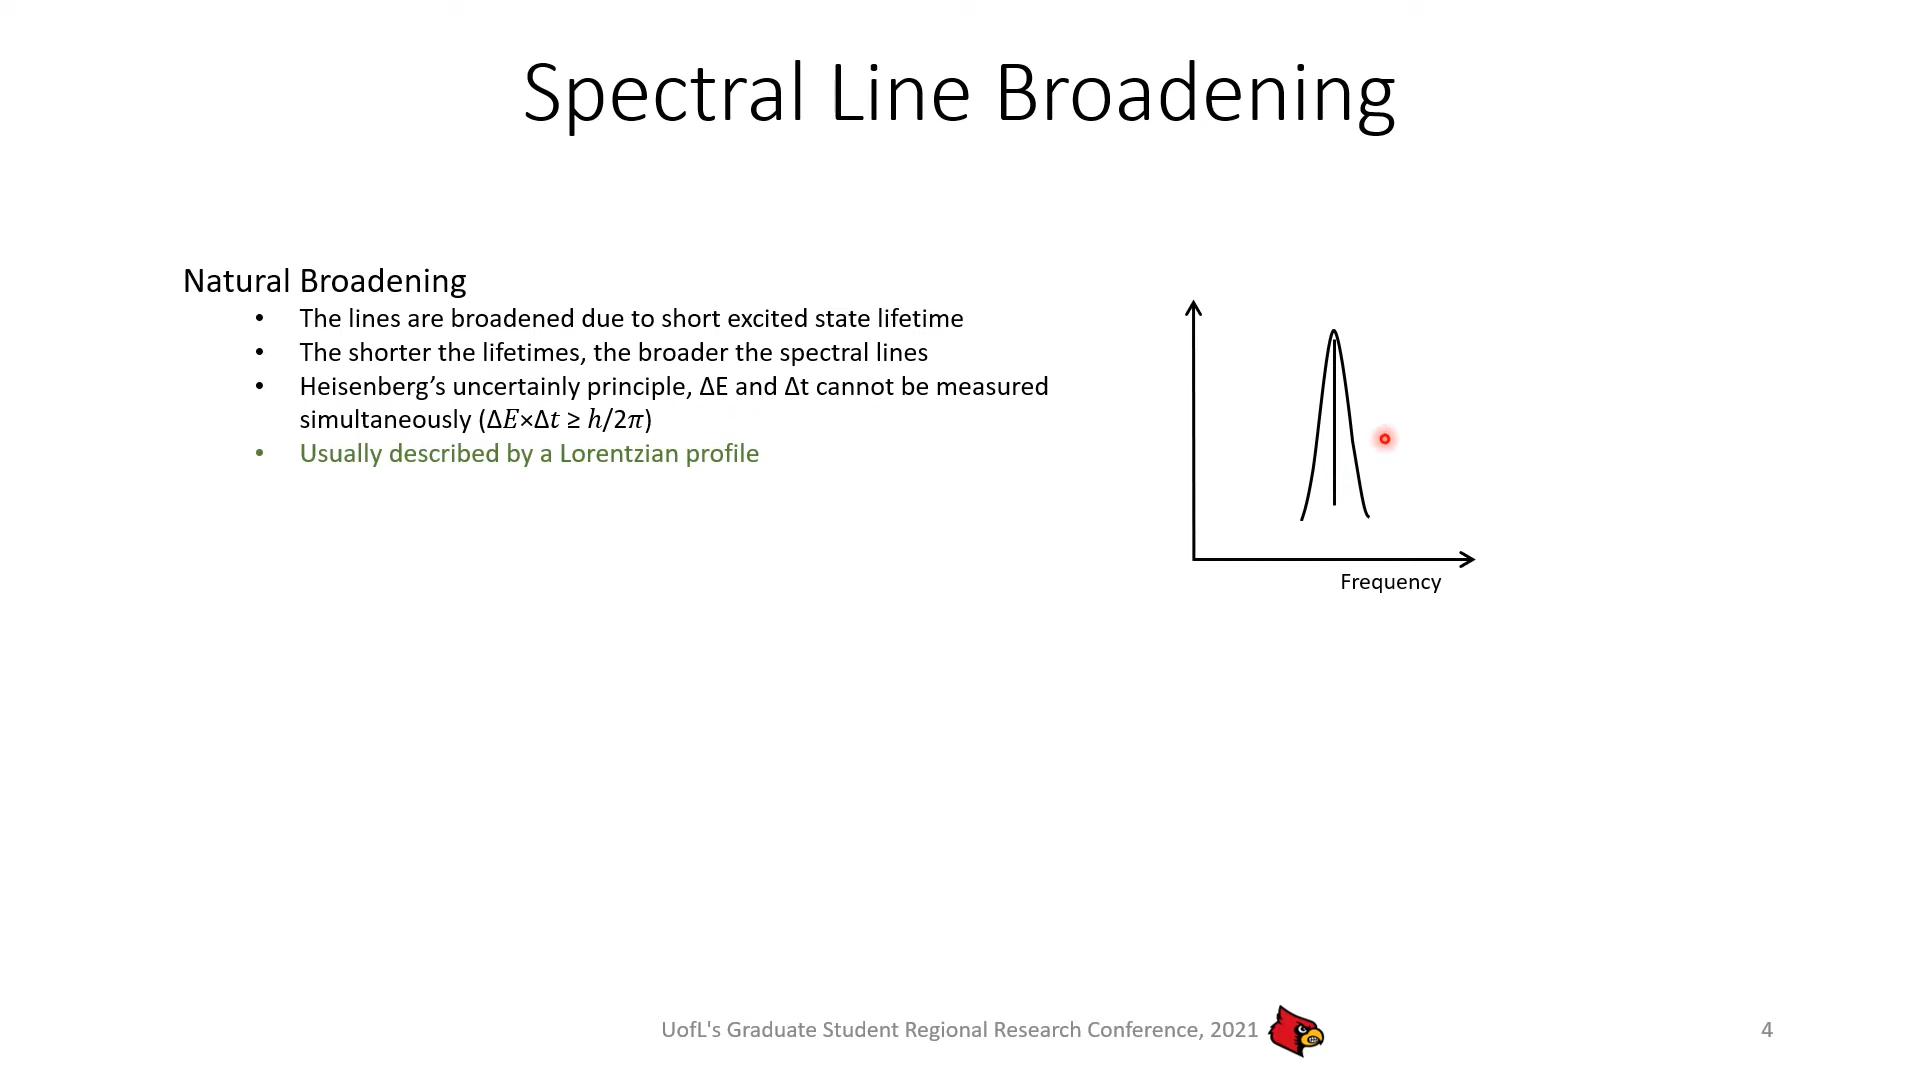 Spectral Line Broadening
Natural Broadening
• The lines are broadened due to short excited state lifetime
• The shorter the lifetimes, the broader the spectral lines
• Heisenberg’s uncertainly principle, ΔE and Δt cannot be measured
simultaneously (Δ𝐸×Δ𝑡 ≥ ℎ/2𝜋)
• Usually described by a Lorentzian profile
Frequency
UofL's Graduate Student Regional Research Conference, 2021
4